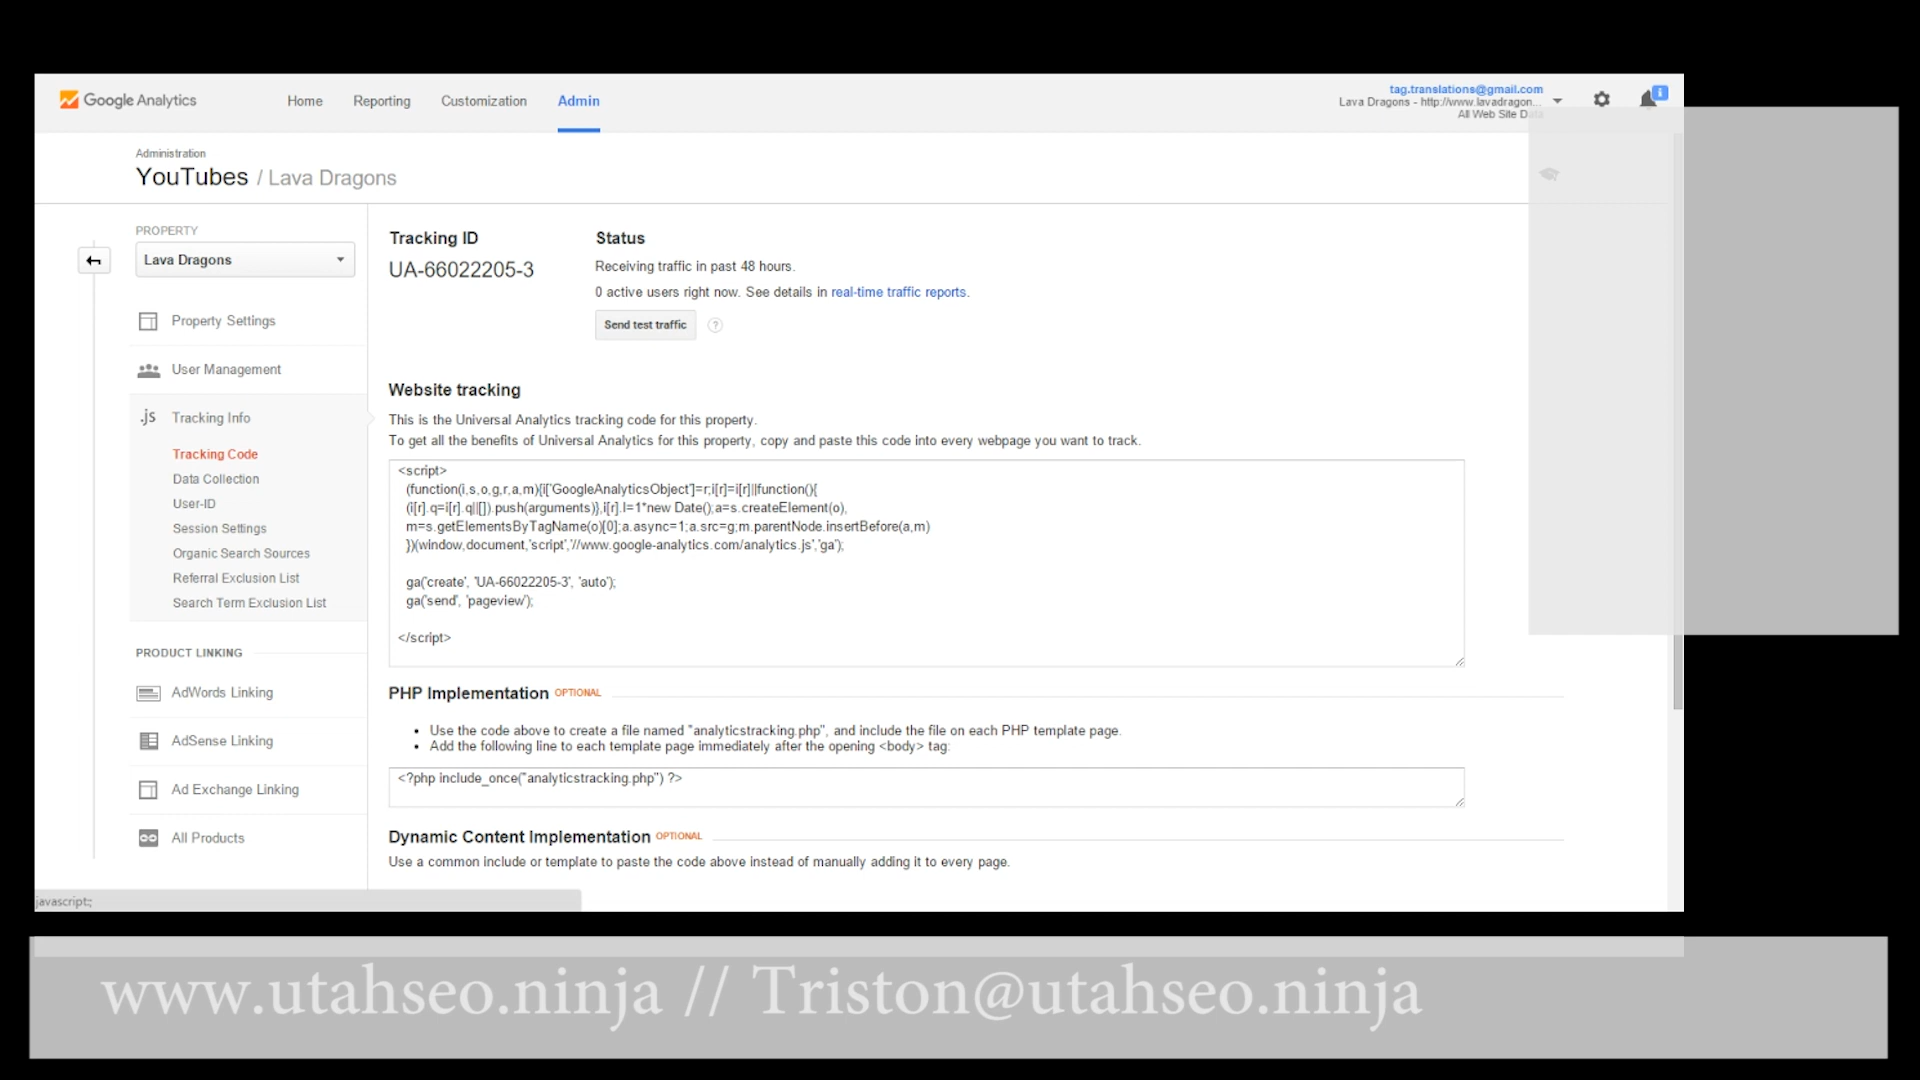 Google Analytics
Home Reporting Customization Admin
tag.translations@gmail.com
Lava Dragons - http://www.lavadragon...
All Web Site Data
Administration
YouTubes / Lava Dragons
PROPERTY
Lava Dragons
Property Settings
User Management
.js Tracking Info
Tracking Code
Data Collection
User-ID
Session Settings
Organic Search Sources
Referral Exclusion List
Search Term Exclusion List
PRODUCT LINKING
AdWords Linking
AdSense Linking
Ad Exchange Linking
All Products
Tracking ID
UA-66022205-3
Status
Receiving traffic in past 48 hours.
0 active users right now. See details in real-time traffic reports.
Send test traffic ?
Website tracking
This is the Universal Analytics tracking code for this property.
To get all the benefits of Universal Analytics for this property, copy and paste this code into every webpage you want to track.
<script>
(function(i,s,o,g,r,a,m){i['GoogleAnalyticsObject']=r;i[r]=i[r]||function(){
(i[r].q=i[r].q||[]).push(arguments)},i[r].l=1*new Date();a=s.createElement(o),
m=s.getElementsByTagName(o)[0];a.async=1;a.src=g;m.parentNode.insertBefore(a,m)
})(window,document,'script','//www.google-analytics.com/analytics.js','ga');
ga('create', 'UA-66022205-3', 'auto');
ga('send', 'pageview');
</script>
PHP Implementation OPTIONAL
• Use the code above to create a file named "analyticstracking.php", and include the file on each PHP template page.
• Add the following line to each template page immediately after the opening <body> tag:
<?php include_once("analyticstracking.php") ?>
Dynamic Content Implementation OPTIONAL
Use a common include or template to paste the code above instead of manually adding it to every page.
javascript:;
www.utahseo.ninja // Triston@utahseo.ninja